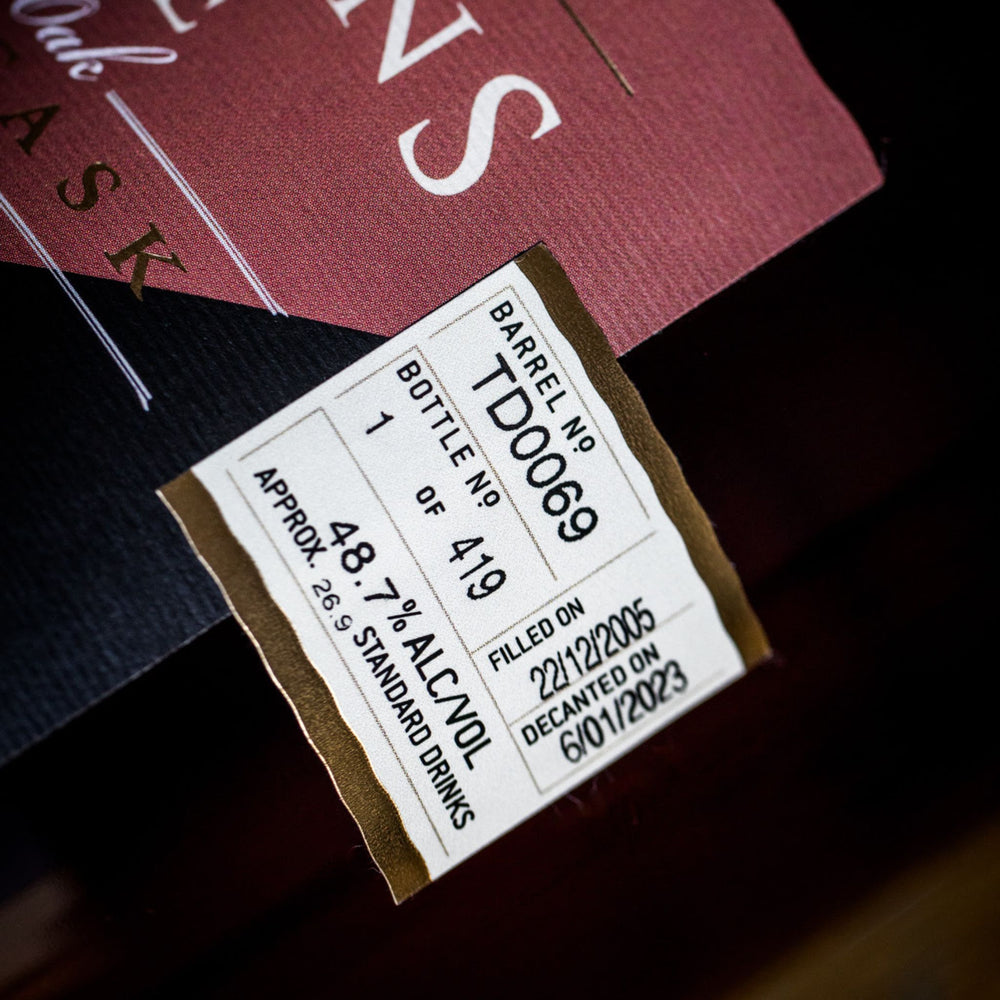 Oak
ASK
NS
BARREL Nº
TD0069
BOTTLE Nº
1 OF 419
FILLED ON
22/12/2005
DECANTED ON
6/01/2023
48.7% ALC/VOL
APPROX. 26.9 STANDARD DRINKS